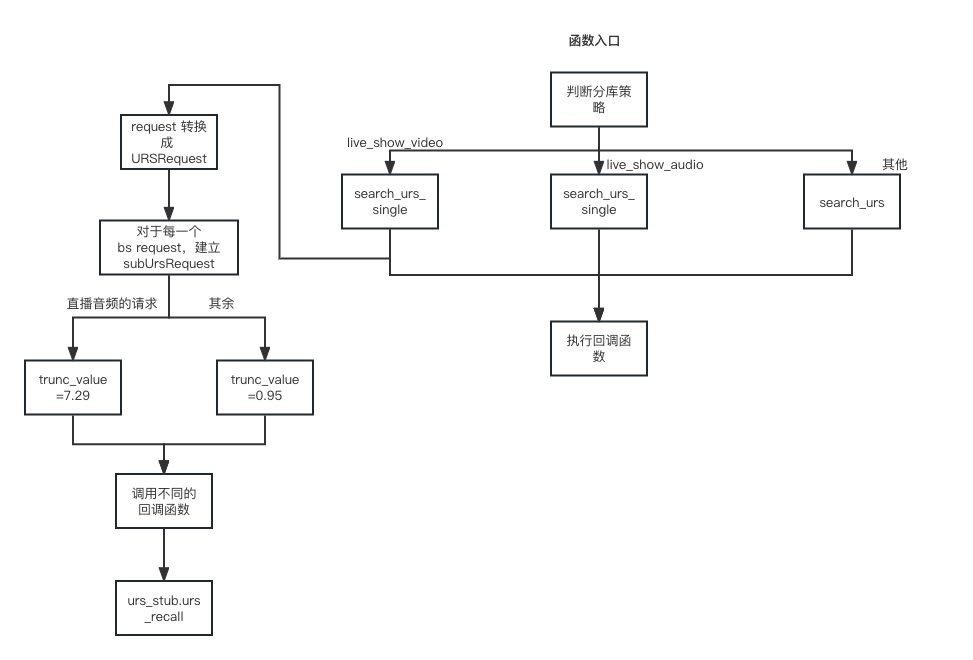 函数入口
判断分库策
略
live_show_video
live_show_audio
其他
search_urs_
single
search_urs_
single
search_urs
执行回调函
数
request 转换
成
URSRequest
对于每一个
bs request，建立
subUrsRequest
直播音频的请求
其余
trunc_value
=7.29
trunc_value
=0.95
调用不同的
回调函数
urs_stub.urs
_recall